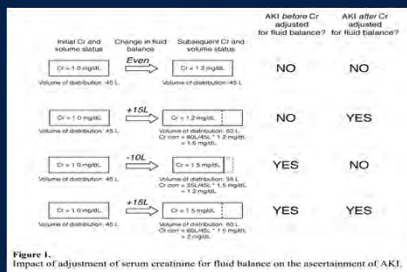 AKI before Cr adjusted for fluid balance?
AKI after Cr adjusted for fluid balance?
Initial Cr and volume status
Change in fluid balance
Subsequent Cr and volume status
Cr = 1.0 mg/dL
Even
Cr = 1.0 mg/dL
NO
NO
Volume of distribution: 45 L
Volume of distribution: 45 L
Cr = 1.0 mg/dL
+15L
Cr = 1.2 mg/dL
NO
YES
Volume of distribution: 45 L
Volume of distribution: 60 L
Cr corr = 60L/45L * 1.2 mg/dL
= 1.6 mg/dL
Cr = 1.0 mg/dL
-10L
Cr = 1.5 mg/dL
YES
NO
Volume of distribution: 45 L
Volume of distribution: 35 L
Cr corr = 35L/45L * 1.5 mg/dL
= 1.2 mg/dL
Cr = 1.0 mg/dL
+15L
Cr = 1.5 mg/dL
YES
YES
Volume of distribution: 45 L
Volume of distribution: 60 L
Cr corr = 60L/45L * 1.5 mg/dL
= 2 mg/dL
Figure 1.
Impact of adjustment of serum creatinine for fluid balance on the ascertainment of AKI.